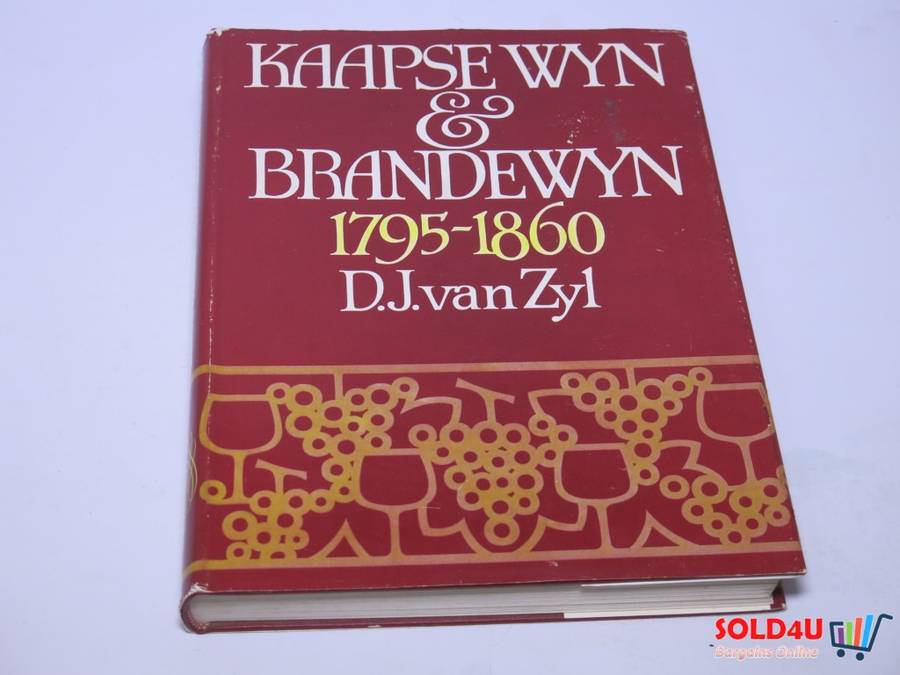 KAAPSE WYN
&
BRANDEWYN
1795-1860
D.J. van Zyl
SOLD4U
Bargains Online